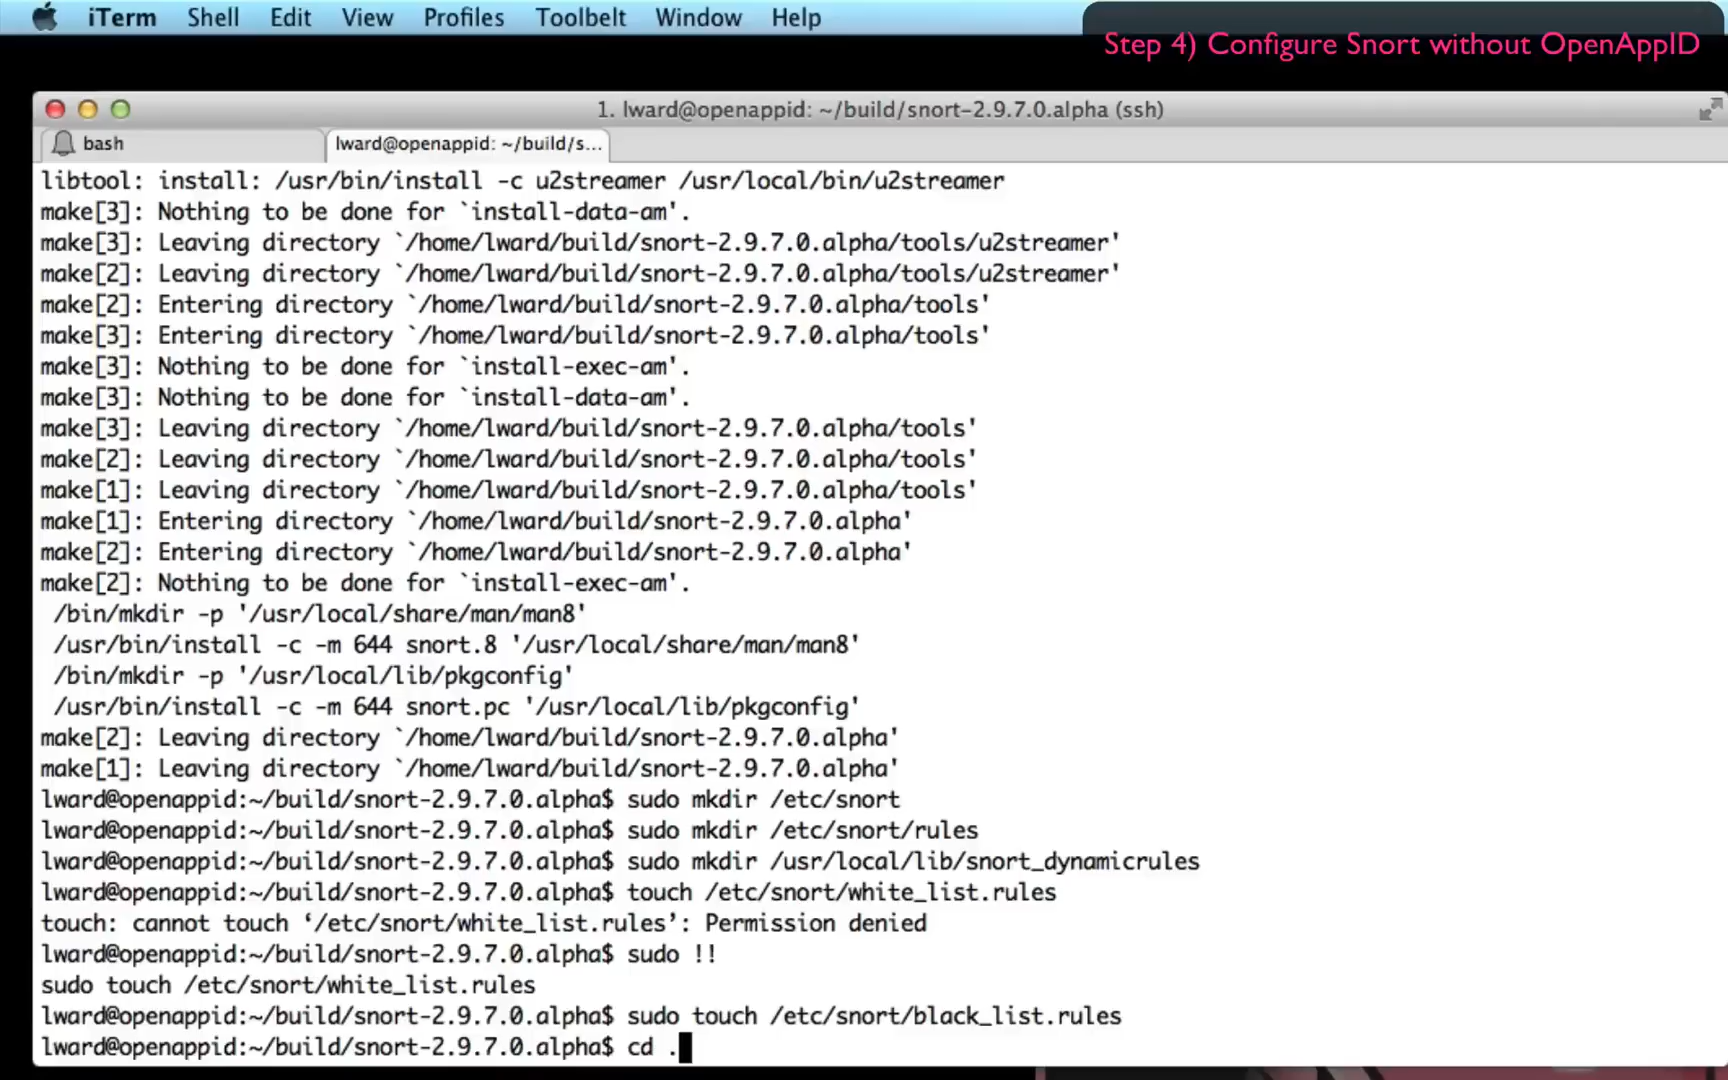 iTerm Shell Edit View Profiles Toolbelt Window Help
Step 4) Configure Snort without OpenAppID
1. lward@openappid: ~/build/snort-2.9.7.0.alpha (ssh)
bash lward@openappid: ~/build/s...
libtool: install: /usr/bin/install -c u2streamer /usr/local/bin/u2streamer
make[3]: Nothing to be done for `install-data-am'.
make[3]: Leaving directory `/home/lward/build/snort-2.9.7.0.alpha/tools/u2streamer'
make[2]: Leaving directory `/home/lward/build/snort-2.9.7.0.alpha/tools/u2streamer'
make[2]: Entering directory `/home/lward/build/snort-2.9.7.0.alpha/tools'
make[3]: Entering directory `/home/lward/build/snort-2.9.7.0.alpha/tools'
make[3]: Nothing to be done for `install-exec-am'.
make[3]: Nothing to be done for `install-data-am'.
make[3]: Leaving directory `/home/lward/build/snort-2.9.7.0.alpha/tools'
make[2]: Leaving directory `/home/lward/build/snort-2.9.7.0.alpha/tools'
make[1]: Leaving directory `/home/lward/build/snort-2.9.7.0.alpha/tools'
make[1]: Entering directory `/home/lward/build/snort-2.9.7.0.alpha'
make[2]: Entering directory `/home/lward/build/snort-2.9.7.0.alpha'
make[2]: Nothing to be done for `install-exec-am'.
/bin/mkdir -p '/usr/local/share/man/man8'
/usr/bin/install -c -m 644 snort.8 '/usr/local/share/man/man8'
/bin/mkdir -p '/usr/local/lib/pkgconfig'
/usr/bin/install -c -m 644 snort.pc '/usr/local/lib/pkgconfig'
make[2]: Leaving directory `/home/lward/build/snort-2.9.7.0.alpha'
make[1]: Leaving directory `/home/lward/build/snort-2.9.7.0.alpha'
lward@openappid:~/build/snort-2.9.7.0.alpha$ sudo mkdir /etc/snort
lward@openappid:~/build/snort-2.9.7.0.alpha$ sudo mkdir /etc/snort/rules
lward@openappid:~/build/snort-2.9.7.0.alpha$ sudo mkdir /usr/local/lib/snort_dynamicrules
lward@openappid:~/build/snort-2.9.7.0.alpha$ touch /etc/snort/white_list.rules
touch: cannot touch ‘/etc/snort/white_list.rules’: Permission denied
lward@openappid:~/build/snort-2.9.7.0.alpha$ sudo !!
sudo touch /etc/snort/white_list.rules
lward@openappid:~/build/snort-2.9.7.0.alpha$ sudo touch /etc/snort/black_list.rules
lward@openappid:~/build/snort-2.9.7.0.alpha$ cd .